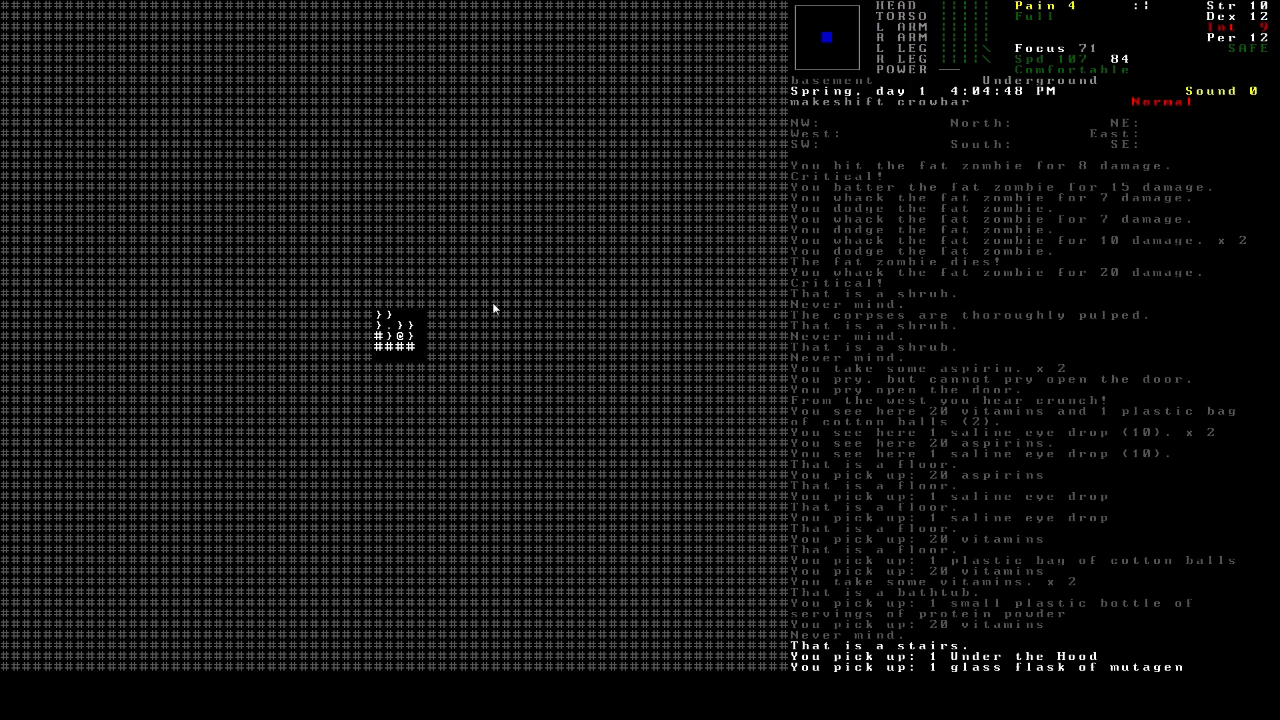 HEAD ||||| Pain 4 :! Str 10
TORSO ||||| Full Dex 12
L ARM ||||| Int 9
R ARM ||||| Per 12
L LEG ||||\ Focus 71 SAFE
R LEG ||||\ Spd 107 84
POWER -- Comfortable
basement Underground
Spring, day 1 4:04:48 PM Sound 0
makeshift crowbar Normal
NW: North: NE:
West: East:
SW: South: SE:
You hit the fat zombie for 8 damage.
Critical!
You batter the fat zombie for 15 damage.
You whack the fat zombie for 7 damage.
You dodge the fat zombie.
You whack the fat zombie for 7 damage.
You dodge the fat zombie.
You whack the fat zombie for 10 damage. x 2
You dodge the fat zombie.
The fat zombie dies!
You whack the fat zombie for 20 damage.
Critical!
That is a shrub.
Never mind.
The corpses are thoroughly pulped.
That is a shrub.
Never mind.
That is a shrub.
Never mind.
You take some aspirin. x 2
You pry, but cannot pry open the door.
You pry open the door.
From the west you hear crunch!
You see here 20 vitamins and 1 plastic bag
of cotton balls (2).
You see here 1 saline eye drop (10). x 2
You see here 20 aspirins.
You see here 1 saline eye drop (10).
That is a floor.
You pick up: 20 aspirins
That is a floor.
You pick up: 1 saline eye drop
That is a floor.
You pick up: 1 saline eye drop
That is a floor.
You pick up: 20 vitamins
That is a floor.
You pick up: 1 plastic bag of cotton balls
You pick up: 20 vitamins
You take some vitamins. x 2
That is a bathtub.
You pick up: 1 small plastic bottle of
servings of protein powder
You pick up: 20 vitamins
Never mind.
That is a stairs.
You pick up: 1 Under the Hood
You pick up: 1 glass flask of mutagen